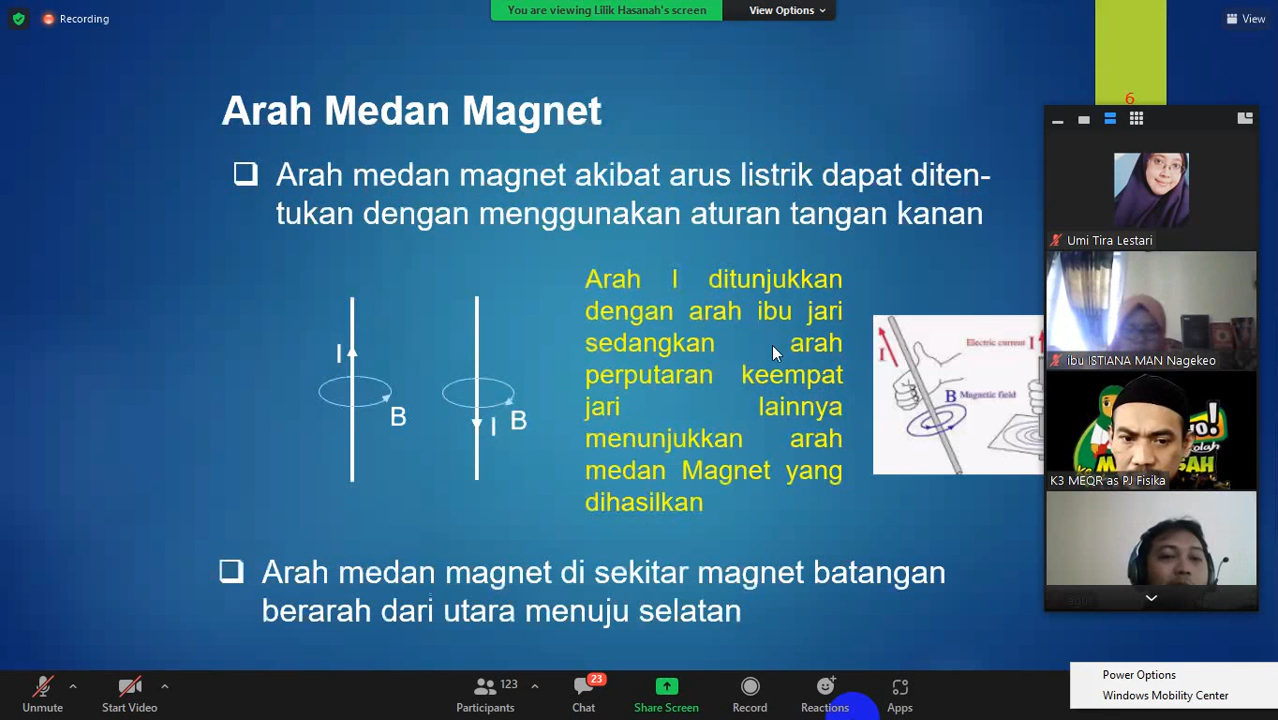 Recording
You are viewing Lilik Hasanah's screen
View Options
View
6
Arah Medan Magnet
Arah medan magnet akibat arus listrik dapat diten-
tukan dengan menggunakan aturan tangan kanan
I
B
I
B
Arah I ditunjukkan
dengan arah ibu jari
sedangkan arah
perputaran keempat
jari lainnya
menunjukkan arah
medan Magnet yang
dihasilkan
I
Electric current I
B Magnetic field
Arah medan magnet di sekitar magnet batangan
berarah dari utara menuju selatan
Umi Tira Lestari
ibu ISTIANA MAN Nagekeo
K3 MEQR as PJ Fisika
Power Options
Windows Mobility Center
Unmute
Start Video
123
Participants
23
Chat
Share Screen
Record
Reactions
Apps